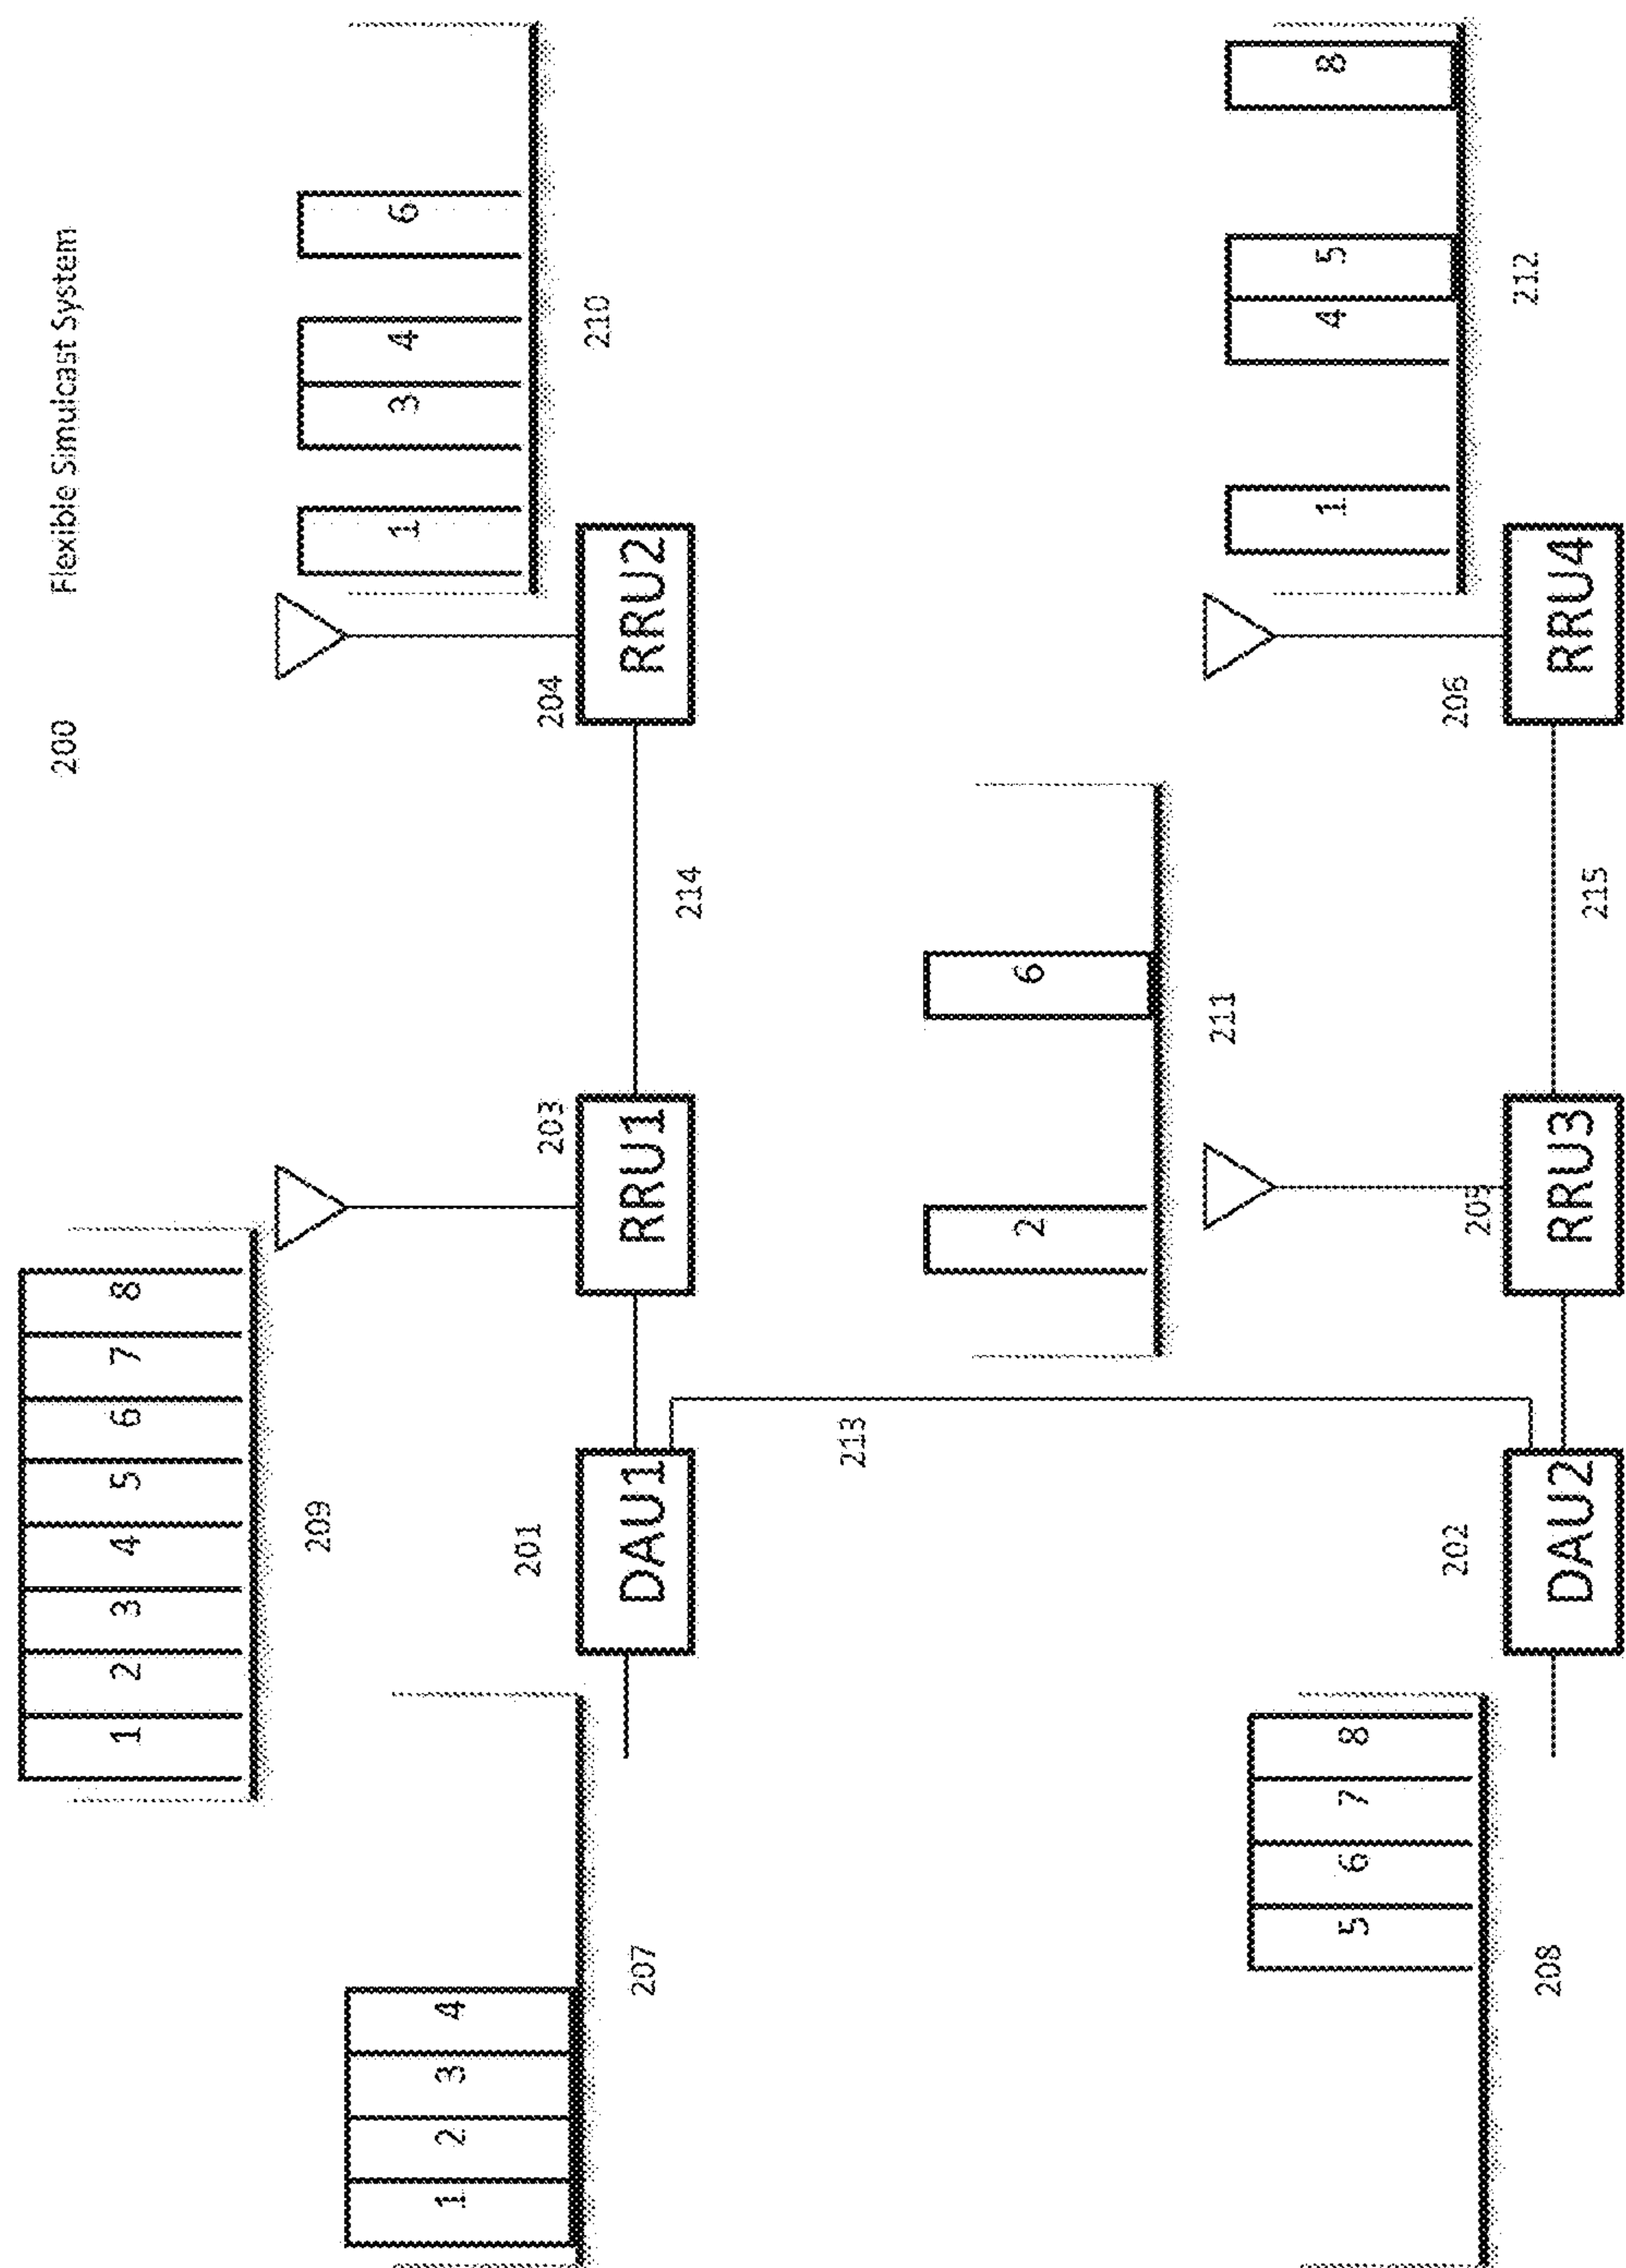 200 Flexible Simulcast System
1 2 3 4 5 6 7 8
209
1 3 4 6
210
1 2 3 4
207
201
DAU1
203
RRU1
204
RRU2
214
213
2 6
211
5 6 7 8
208
202
DAU2
205
RRU3
206
RRU4
215
1 4 5 8
212